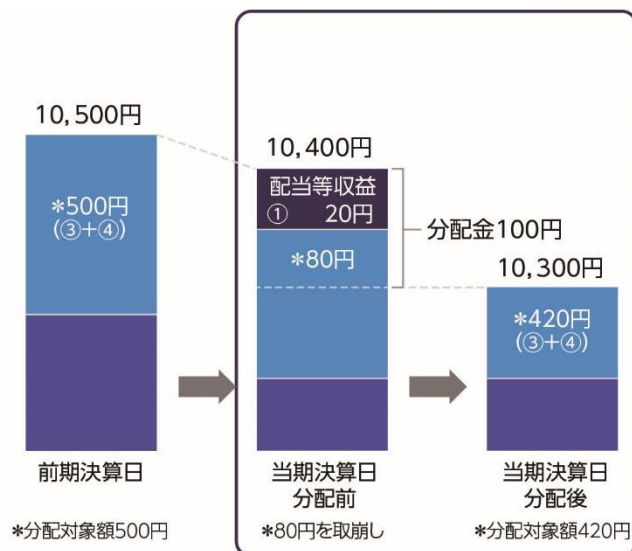 10,500円
*500円
(③+④)
前期決算日
*分配対象額500円
10,400円
配当等収益
① 20円
*80円
分配金100円
当期決算日
分配前
*80円を取崩し
10,300円
*420円
(③+④)
当期決算日
分配後
*分配対象額420円